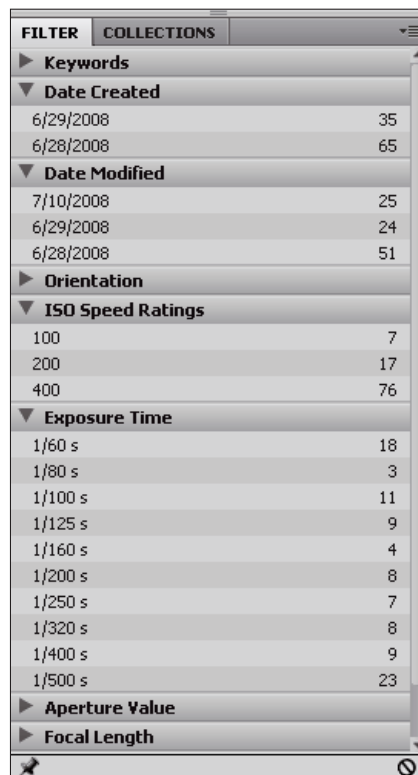 FILTER COLLECTIONS
Keywords
Date Created
6/29/2008 35
6/28/2008 65
Date Modified
7/10/2008 25
6/29/2008 24
6/28/2008 51
Orientation
ISO Speed Ratings
100 7
200 17
400 76
Exposure Time
1/60 s 18
1/80 s 3
1/100 s 11
1/125 s 9
1/160 s 4
1/200 s 8
1/250 s 7
1/320 s 8
1/400 s 9
1/500 s 23
Aperture Value
Focal Length